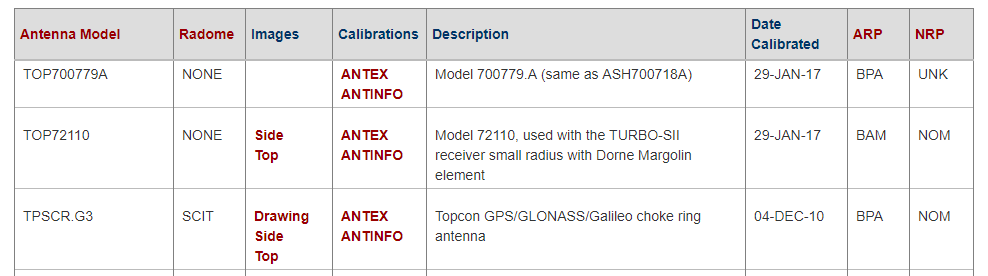 Antenna Model Radome Images Calibrations Description Date Calibrated ARP NRP
TOP700779A NONE ANTEX Model 700779.A (same as ASH700718A) 29-JAN-17 BPA UNK
ANTINFO
TOP72110 NONE Side ANTEX Model 72110, used with the TURBO-SII 29-JAN-17 BAM NOM
Top ANTINFO receiver small radius with Dorne Margolin
element
TPSCR.G3 SCIT Drawing ANTEX Topcon GPS/GLONASS/Galileo choke ring 04-DEC-10 BPA NOM
Side ANTINFO antenna
Top